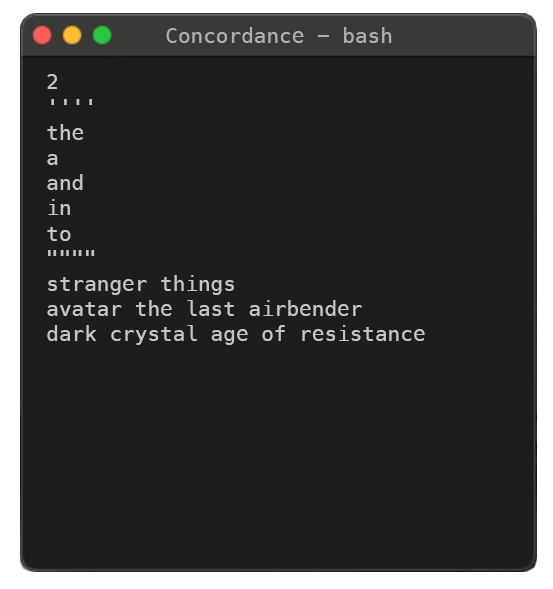 Concordance — bash
2
''''
the
a
and
in
to
""""
stranger things
avatar the last airbender
dark crystal age of resistance